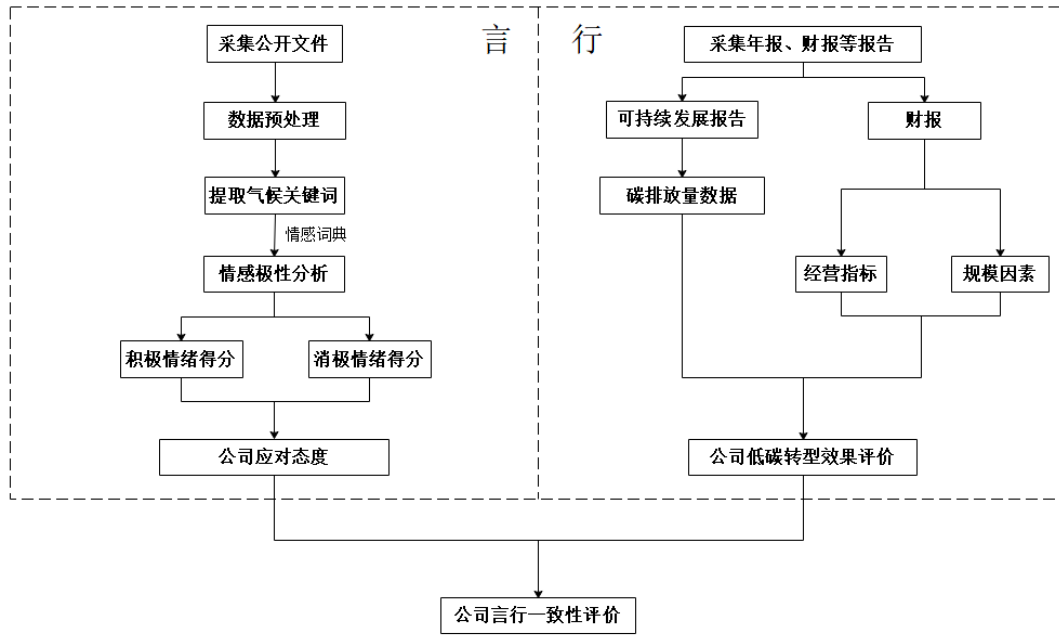 言
行
采集公开文件
数据预处理
提取气候关键词
情感词典
情感极性分析
积极情绪得分
消极情绪得分
公司应对态度
采集年报、财报等报告
可持续发展报告
财报
碳排放量数据
经营指标
规模因素
公司低碳转型效果评价
公司言行一致性评价